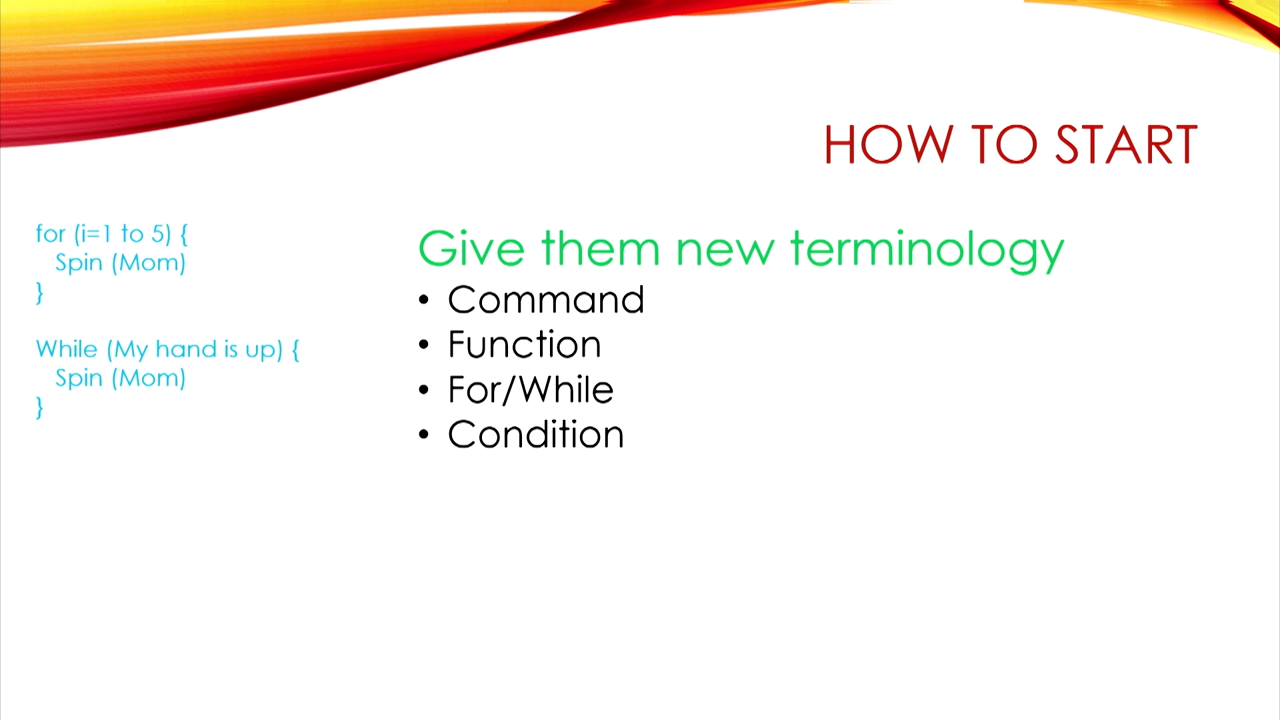 HOW TO START
for (i=1 to 5) {
Spin (Mom)
}
While (My hand is up) {
Spin (Mom)
}
Give them new terminology
• Command
• Function
• For/While
• Condition